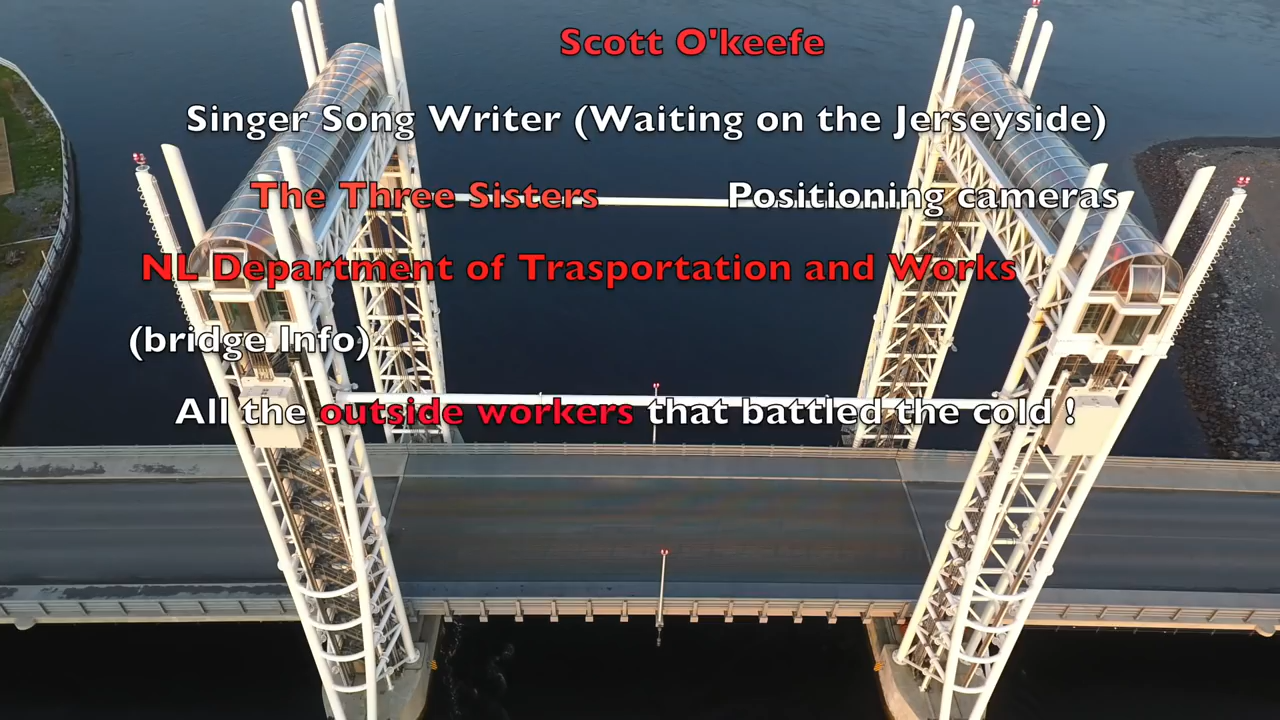 Scott O'keefe
Singer Song Writer (Waiting on the Jerseyside)
The Three Sisters Positioning cameras
NL Department of Trasportation and Works
(bridge Info)
All the outside workers that battled the cold !